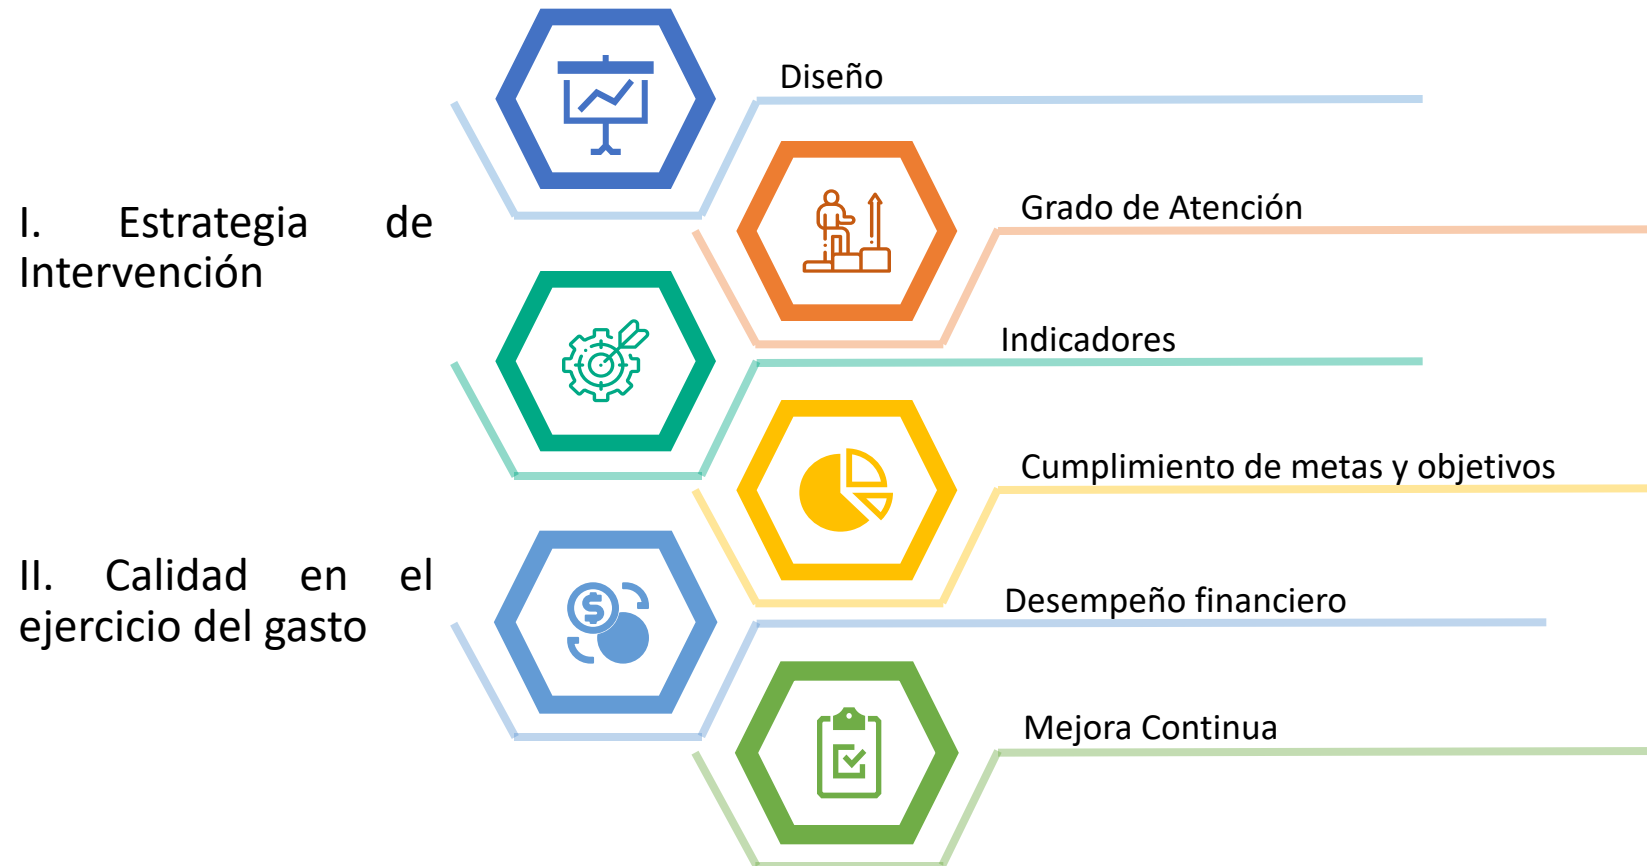 Diseño
I. Estrategia de
Intervención
Grado de Atención
Indicadores
Cumplimiento de metas y objetivos
II. Calidad en el
ejercicio del gasto
Desempeño financiero
Mejora Continua
$